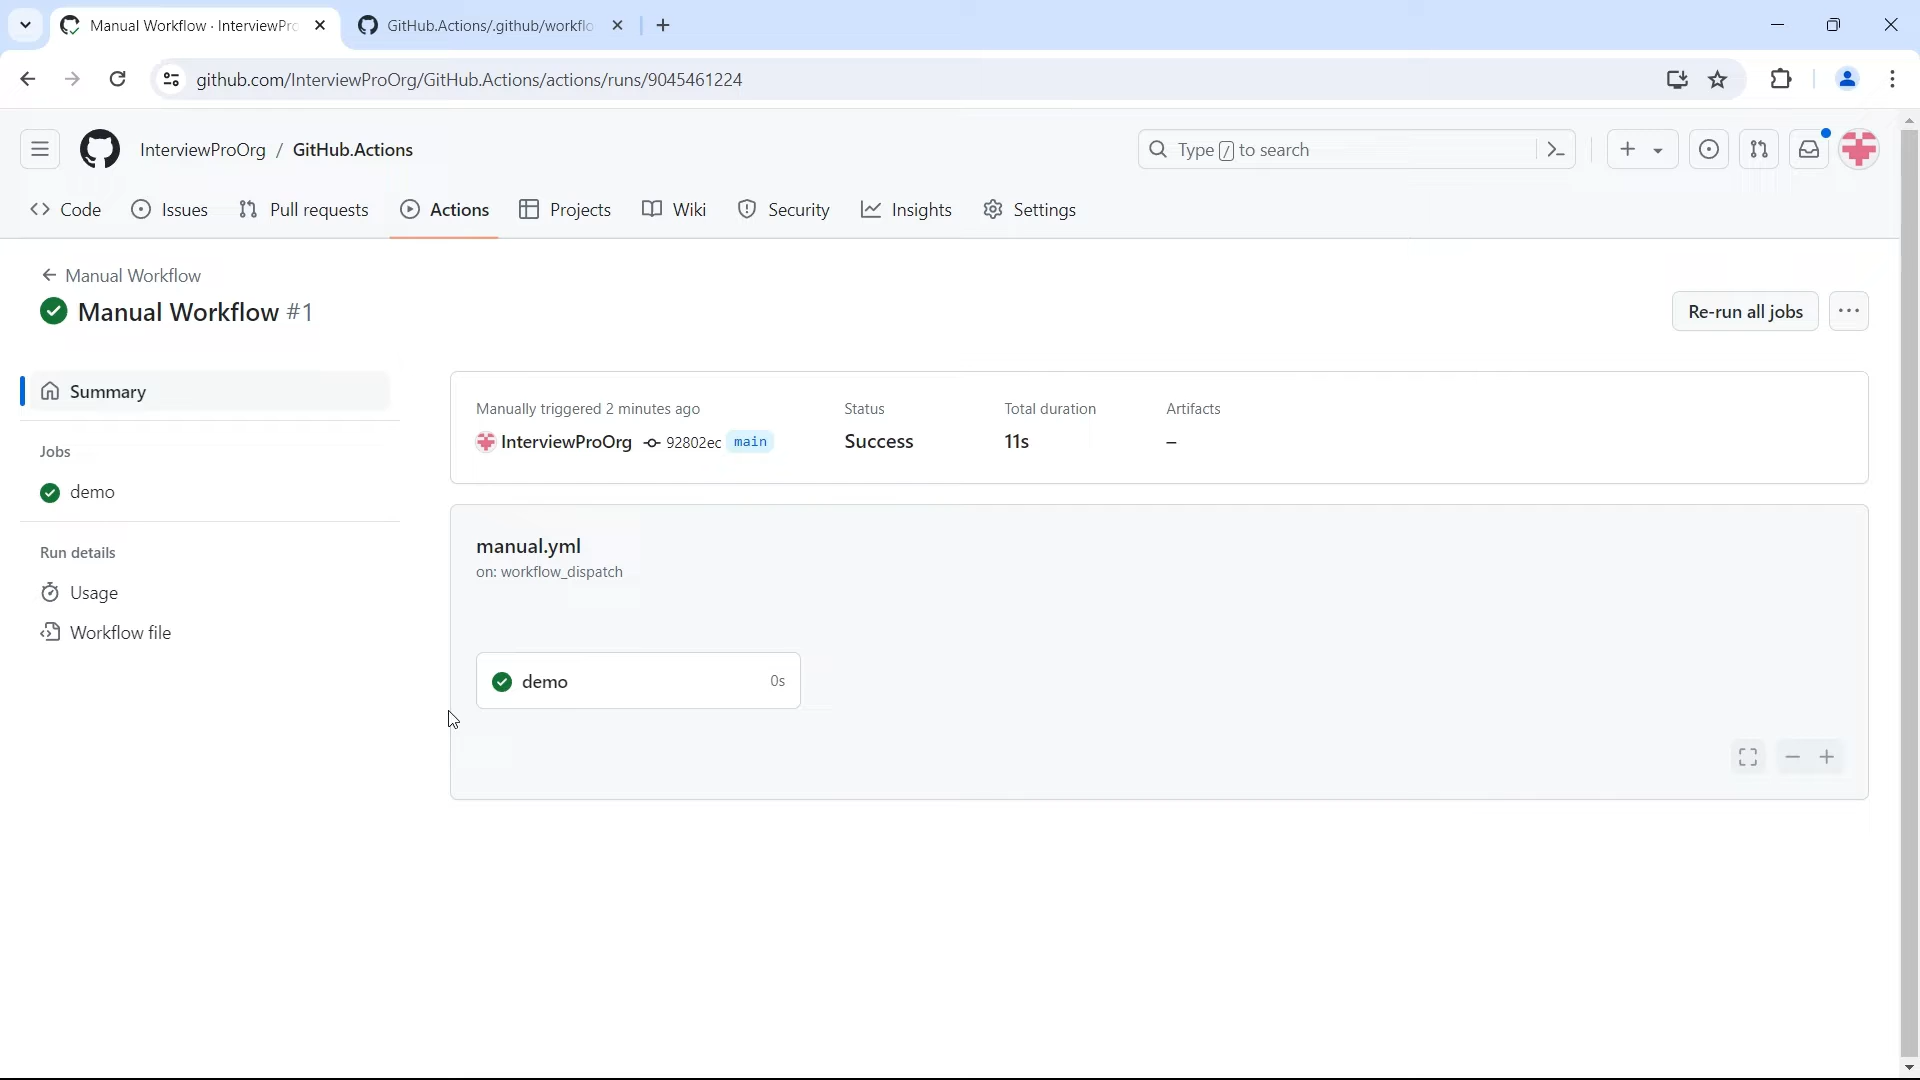 Manual Workflow · InterviewPro
GitHub.Actions/.github/workflo
github.com/InterviewProOrg/GitHub.Actions/actions/runs/9045461224
InterviewProOrg / GitHub.Actions
Type / to search
Code
Issues
Pull requests
Actions
Projects
Wiki
Security
Insights
Settings
Manual Workflow
Manual Workflow #1
Re-run all jobs
Summary
Jobs
demo
Run details
Usage
Workflow file
Manually triggered 2 minutes ago
InterviewProOrg 92802ec main
Status
Success
Total duration
11s
Artifacts
–
manual.yml
on: workflow_dispatch
demo 0s